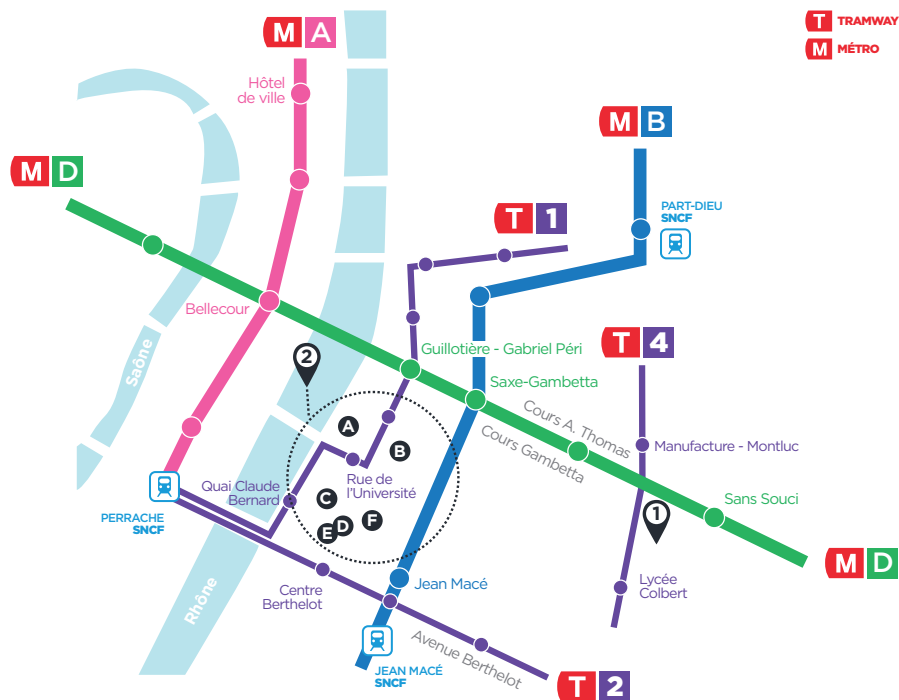 T TRAMWAY
M MÉTRO
M A
Hôtel
de ville
M B
M D
PART-DIEU
SNCF
T 1
Bellecour
Guillotière - Gabriel Péri
T 4
Saône
2
Saxe-Gambetta
Cours A. Thomas
Cours Gambetta
A
B
Manufacture - Montluc
Quai Claude
Bernard
Rue de
l'Université
C
D
E
F
Sans Souci
1
PERRACHE
SNCF
M D
Rhône
Centre
Berthelot
Jean Macé
Lycée
Colbert
Avenue Berthelot
JEAN MACÉ
SNCF
T 2